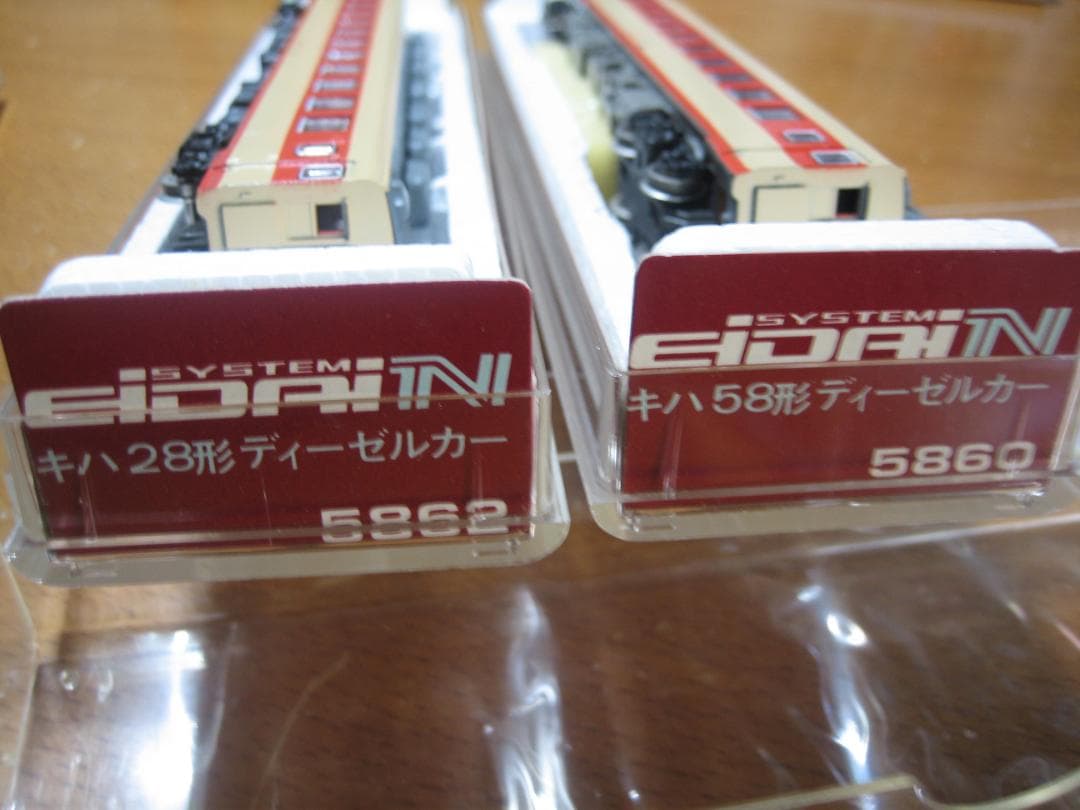 SYSTEM
EIDAI N
キハ28形ディーゼルカー
5862
SYSTEM
EIDAI N
キハ58形ディーゼルカー
5860